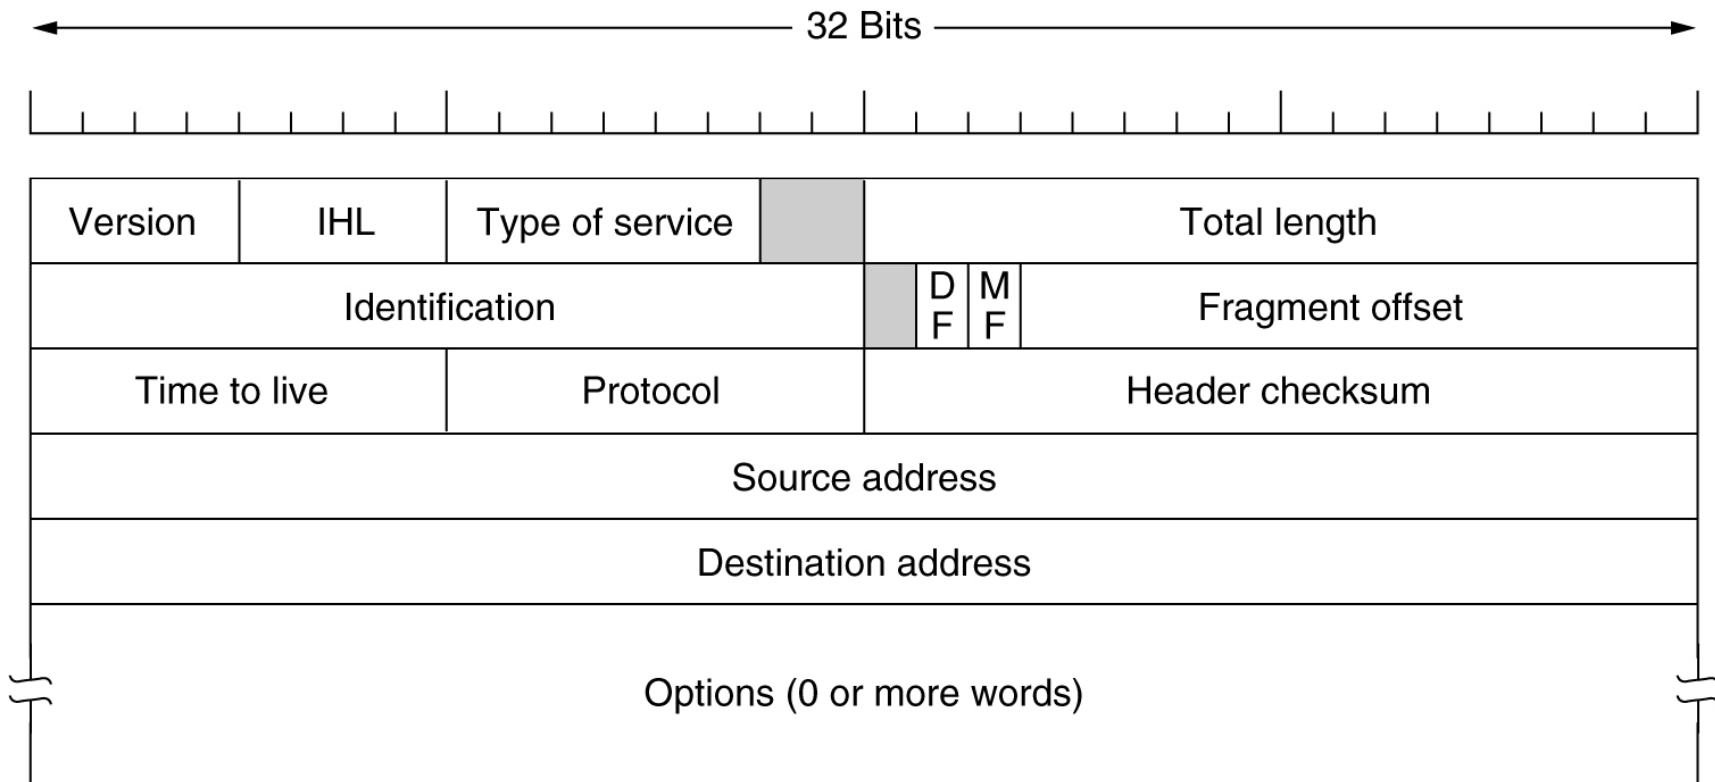 32 Bits
Version IHL Type of service Total length
Identification D F M F Fragment offset
Time to live Protocol Header checksum
Source address
Destination address
Options (0 or more words)